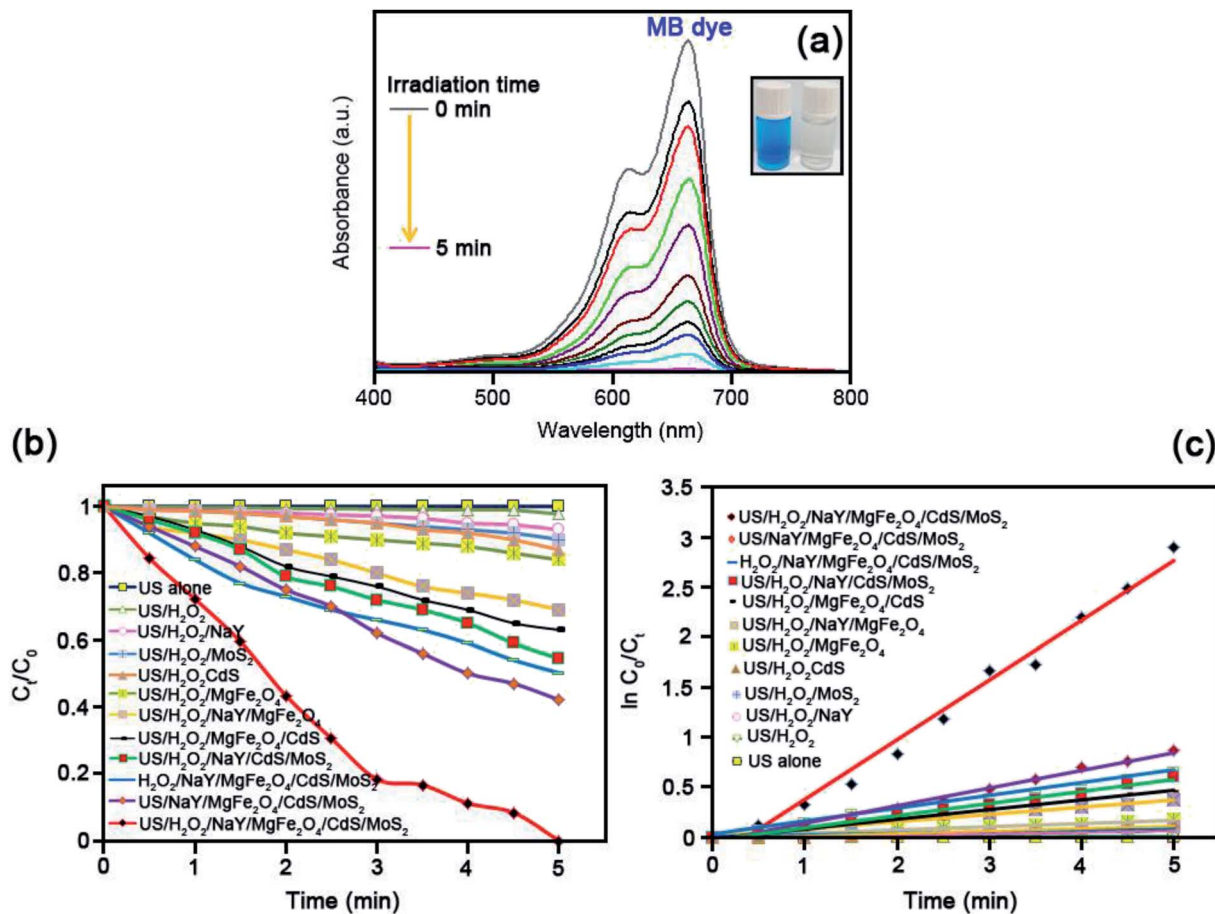 (a)
MB dye
Irradiation time
0 min
5 min
Absorbance (a.u.)
400 500 600 700 800
Wavelength (nm)
(b)
1
0.8
0.6
0.4
0.2
0
US alone
US/H₂O₂
US/H₂O₂/NaY
US/H₂O₂/MoS₂
US/H₂O₂CdS
US/H₂O₂/MgFe₂O₄
US/H₂O₂/NaY/MgFe₂O₄
US/H₂O₂/MgFe₂O₄/CdS
US/H₂O₂/NaY/CdS/MoS₂
H₂O₂/NaY/MgFe₂O₄/CdS/MoS₂
US/NaY/MgFe₂O₄/CdS/MoS₂
US/H₂O₂/NaY/MgFe₂O₄/CdS/MoS₂
Cₜ/C₀
0 1 2 3 4 5
Time (min)
(c)
3.5
3
2.5
2
1.5
1
0.5
0
US/H₂O₂/NaY/MgFe₂O₄/CdS/MoS₂
US/NaY/MgFe₂O₄/CdS/MoS₂
H₂O₂/NaY/MgFe₂O₄/CdS/MoS₂
US/H₂O₂/NaY/CdS/MoS₂
US/H₂O₂/MgFe₂O₄/CdS
US/H₂O₂/NaY/MgFe₂O₄
US/H₂O₂/MgFe₂O₄
US/H₂O₂CdS
US/H₂O₂/MoS₂
US/H₂O₂/NaY
US/H₂O₂
US alone
ln C₀/Cₜ
0 1 2 3 4 5
Time (min)